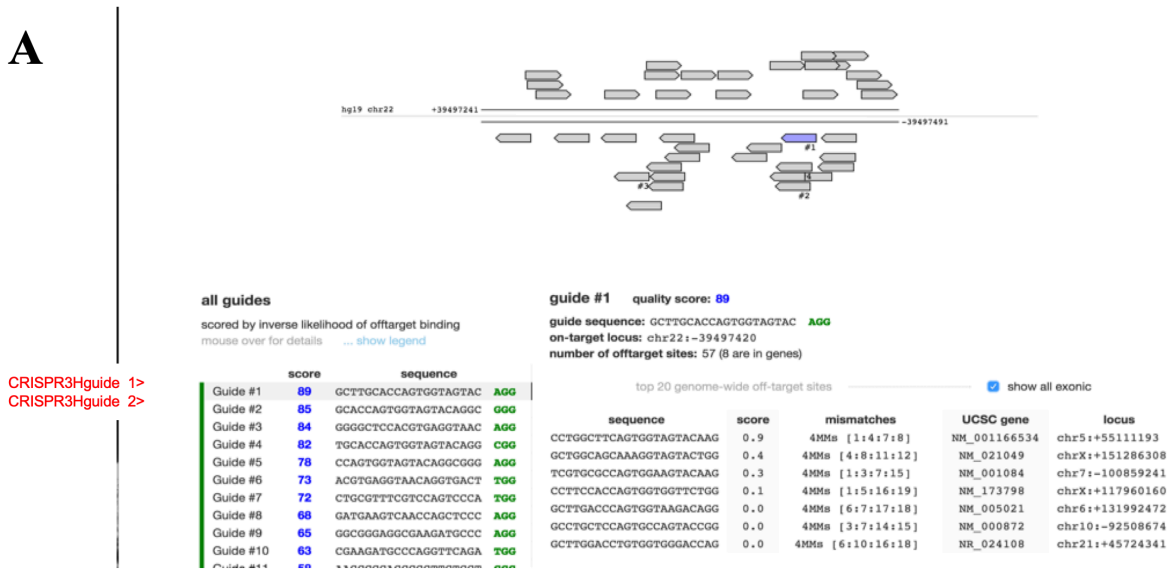 A
hg19 chr22 +39497241
-39497491
#1
#3
4
#2
all guides
scored by inverse likelihood of offtarget binding
mouse over for details ... show legend
score sequence
CRISPR3Hguide 1>
CRISPR3Hguide 2>
Guide #1 89 GCTTGCACCAGTGGTAGTAC AGG
Guide #2 85 GCACCAGTGGTAGTACAGGC GGG
Guide #3 84 GGGGCTCCACGTGAGGTAAC AGG
Guide #4 82 TGCACCAGTGGTAGTACAGG CGG
Guide #5 78 CCAGTGGTAGTACAGGCGGG AGG
Guide #6 73 ACGTGAGGTAACAGGTGACT TGG
Guide #7 72 CTGCGTTTCGTCCAGTCCCA TGG
Guide #8 68 GATGAAGTCAACCAGCTCCC AGG
Guide #9 65 GGCGGGAGGCGAAGATGCCC AGG
Guide #10 63 CGAAGATGCCCAGGTTCAGA TGG
guide #1 quality score: 89
guide sequence: GCTTGCACCAGTGGTAGTAC AGG
on-target locus: chr22:-39497420
number of offtarget sites: 57 (8 are in genes)
top 20 genome-wide off-target sites show all exonic
sequence score mismatches UCSC gene locus
CCTGGCTTCAGTGGTAGTACAAG 0.9 4MMs [1:4:7:8] NM_001166534 chr5:+55111193
GCTGGCAGCAAAGGTAGTACTGG 0.4 4MMs [4:8:11:12] NM_021049 chrX:+151286308
TCGTGCGCCAGTGGAAGTACAAG 0.3 4MMs [1:3:7:15] NM_001084 chr7:-100859241
CCTTCCACCAGTGGTGGTTCTGG 0.1 4MMs [1:5:16:19] NM_173798 chrX:+117960160
GCTTGACCCAGTGGTAAGACAGG 0.0 4MMs [6:7:17:18] NM_005021 chr6:+131992472
GCCTGCTCCAGTGCCAGTACCGG 0.0 4MMs [3:7:14:15] NM_000872 chr10:-92508674
GCTTGGACCTGTGGTGGGACCAG 0.0 4MMs [6:10:16:18] NR_024108 chr21:+45724341